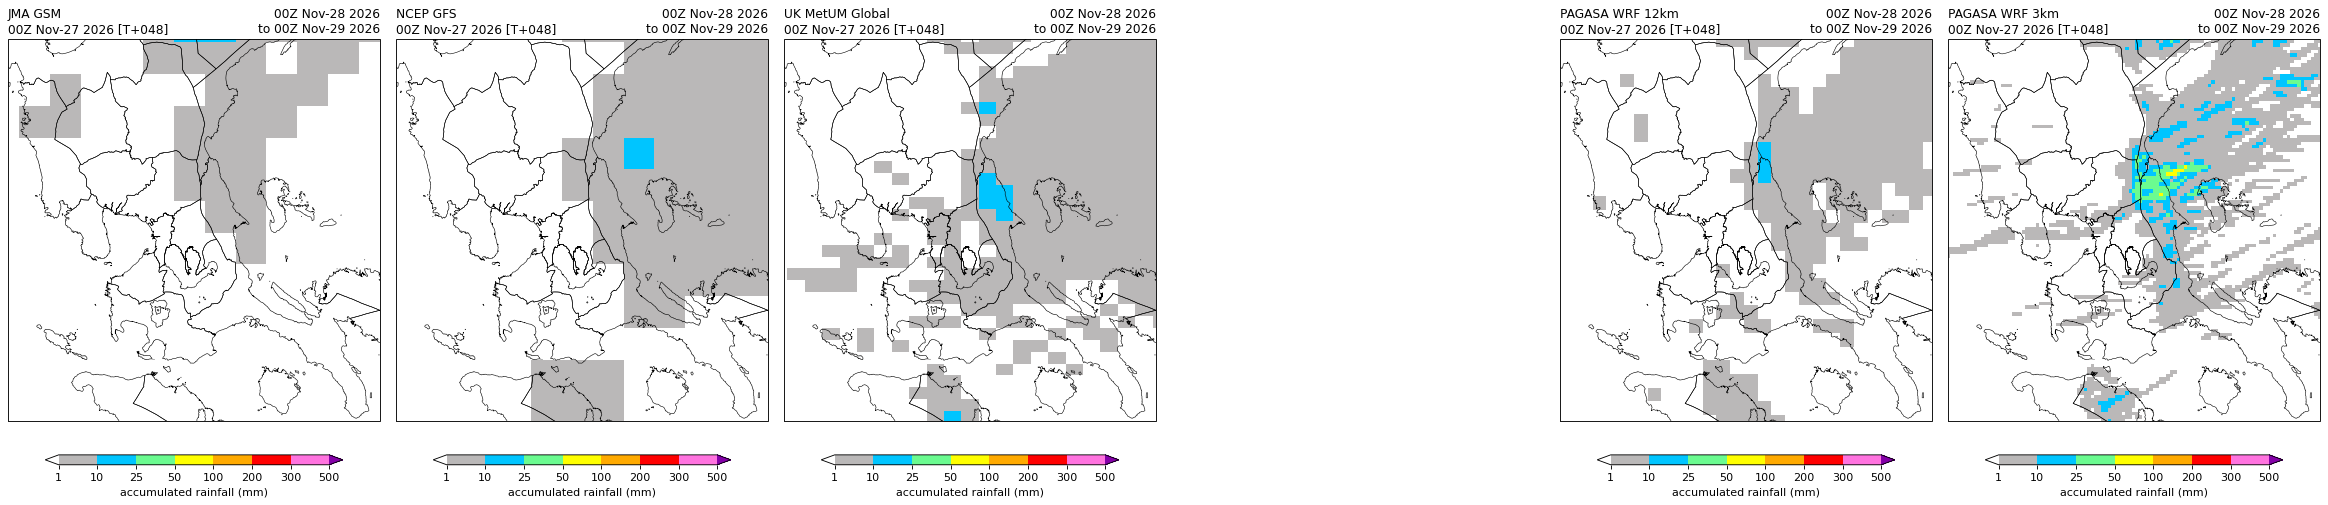 JMA GSM 00Z Nov-28 2026
00Z Nov-27 2026 [T+048] to 00Z Nov-29 2026
1 10 25 50 100 200 300 500
accumulated rainfall (mm)
NCEP GFS 00Z Nov-28 2026
00Z Nov-27 2026 [T+048] to 00Z Nov-29 2026
1 10 25 50 100 200 300 500
accumulated rainfall (mm)
UK MetUM Global 00Z Nov-28 2026
00Z Nov-27 2026 [T+048] to 00Z Nov-29 2026
1 10 25 50 100 200 300 500
accumulated rainfall (mm)
PAGASA WRF 12km 00Z Nov-28 2026
00Z Nov-27 2026 [T+048] to 00Z Nov-29 2026
1 10 25 50 100 200 300 500
accumulated rainfall (mm)
PAGASA WRF 3km 00Z Nov-28 2026
00Z Nov-27 2026 [T+048] to 00Z Nov-29 2026
1 10 25 50 100 200 300 500
accumulated rainfall (mm)